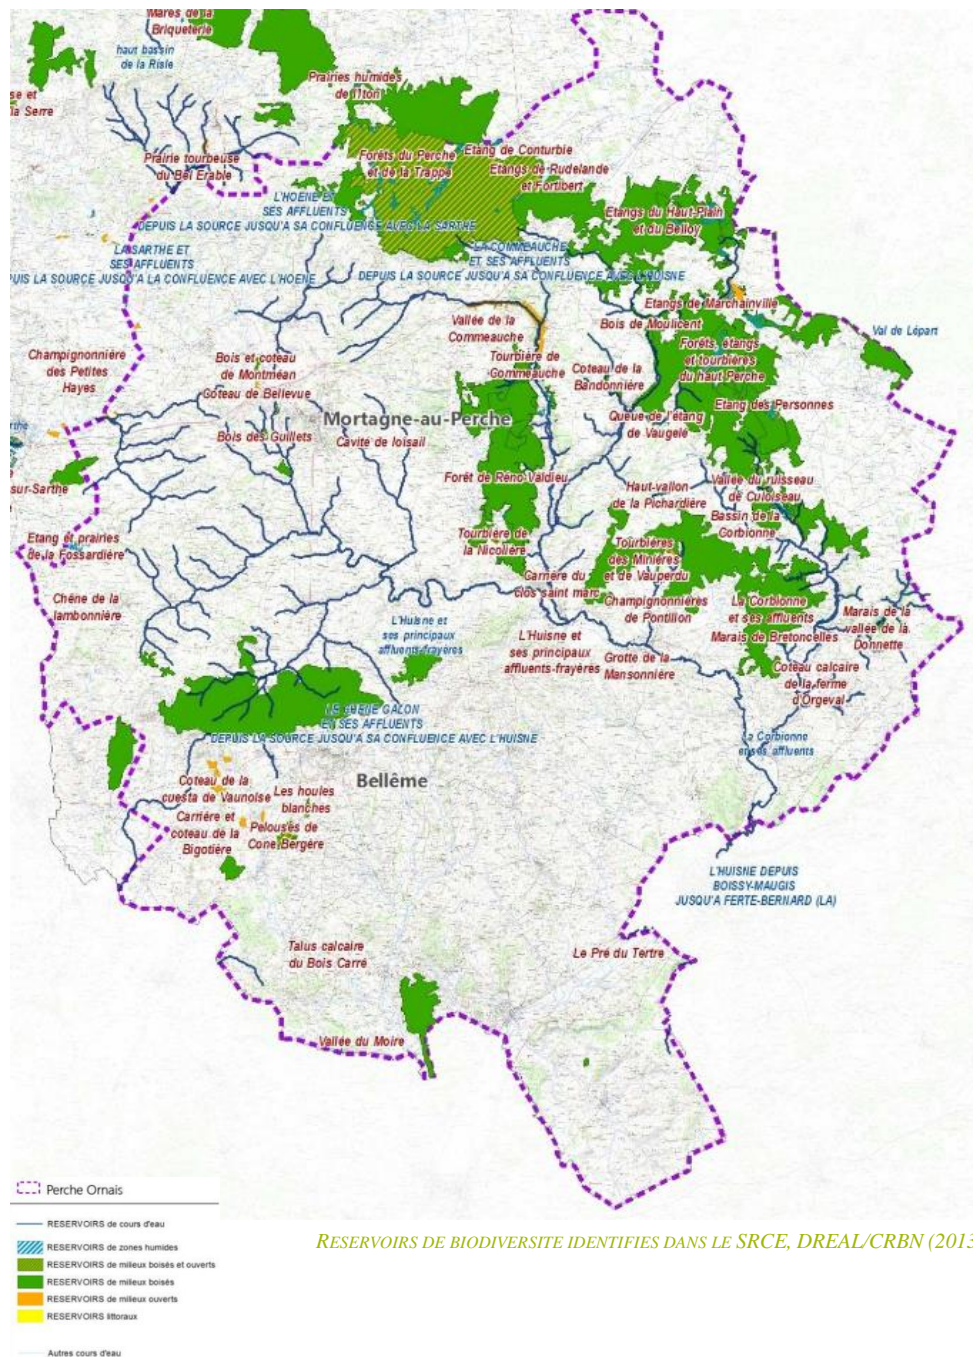 Mares de la
Briqueterie
haut bassin
de la Risle
Prairies humides
de l'Iton
se et
la Serre
Prairie tourbeuse
du Bel Erable
Forêts du Perche
et de la Trappe
Etang de Conturbie
Etangs de Rudelande
et Fortibert
L'HOENE ET
SES AFFLUENTS
DEPUIS LA SOURCE JUSQU'A SA CONFLUENCE AVEC LA SARTHE
Etangs du Haut-Plain
et du Belloy
LA SARTHE ET
SES AFFLUENTS
PUIS LA SOURCE JUSQU'A LA CONFLUENCE AVEC L'HOENE
LA COMMEAUCHE
ET SES AFFLUENTS
DEPUIS LA SOURCE JUSQU'A SA CONFLUENCE AVEC L'HUISNE
Etangs de Marchainville
Vallée de la
Commeauche
Bois de Moulicent
Val de Lépart
Champignonnière
des Petites
Hayes
Bois et coteau
de Montméan
Coteau de Bellevue
Tourbière de
Commeauche
Coteau de la
Bandonnière
Forêts, étangs
et tourbières
du haut Perche
Mortagne-au-Perche
Etang des Personnes
Queue de l'étang
de Vaugelé
Bois des Guillets
Cavité de loisail
rthe
sur-Sarthe
Forêt de Réno-Valdieu
Haut-vallon
de la Pichardière
Vallée du ruisseau
de Culoiseau
Bassin de la
Corbionne
Etang et prairies
de la Fossardière
Tourbière de
la Nicolière
Tourbières
des Minières
et de Vauperdu
Carrière du
clos saint marc
Chêne de la
lambonnière
Champignonnières
de Pontillon
La Corbionne
et ses affluents
Marais de Bretoncelles
Marais de la
vallée de la
Donnette
L'Huisne et
ses principaux
affluents-frayères
L'Huisne et
ses principaux
affluents-frayères
Grotte de la
Mansonnière
Coteau calcaire
de la ferme
d'Orgeval
LE CHENE GALON
ET SES AFFLUENTS
DEPUIS LA SOURCE JUSQU'A SA CONFLUENCE AVEC L'HUISNE
La Corbionne
et ses affluents
Bellême
Coteau de la
cuesta de Vaunoise
Les houles
blanches
Carrière et
coteau de la
Bigotière
Pelouses de
Cone Bergère
L'HUISNE DEPUIS
BOISSY-MAUGIS
JUSQU'A FERTE-BERNARD (LA)
Talus calcaire
du Bois Carré
Le Pré du Tertre
Vallée du Moire
Perche Ornais
RESERVOIRS de cours d'eau
RESERVOIRS de zones humides
RESERVOIRS de milieux boisés et ouverts
RESERVOIRS de milieux boisés
RESERVOIRS de milieux ouverts
RESERVOIRS littoraux
Autres cours d'eau
RESERVOIRS DE BIODIVERSITE IDENTIFIES DANS LE SRCE, DREAL/CRBN (2013